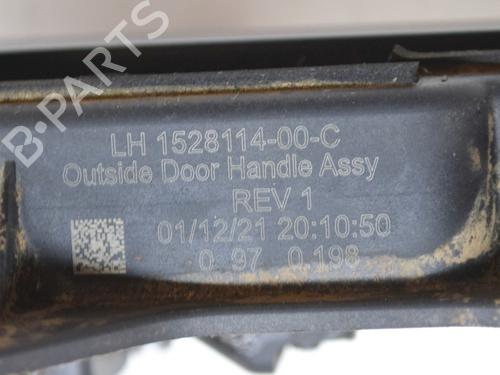 B-PARTS
LH 1528114-00-C
Outside Door Handle Assy
REV 1
01/12/21 20:10:50
0 97 0.198